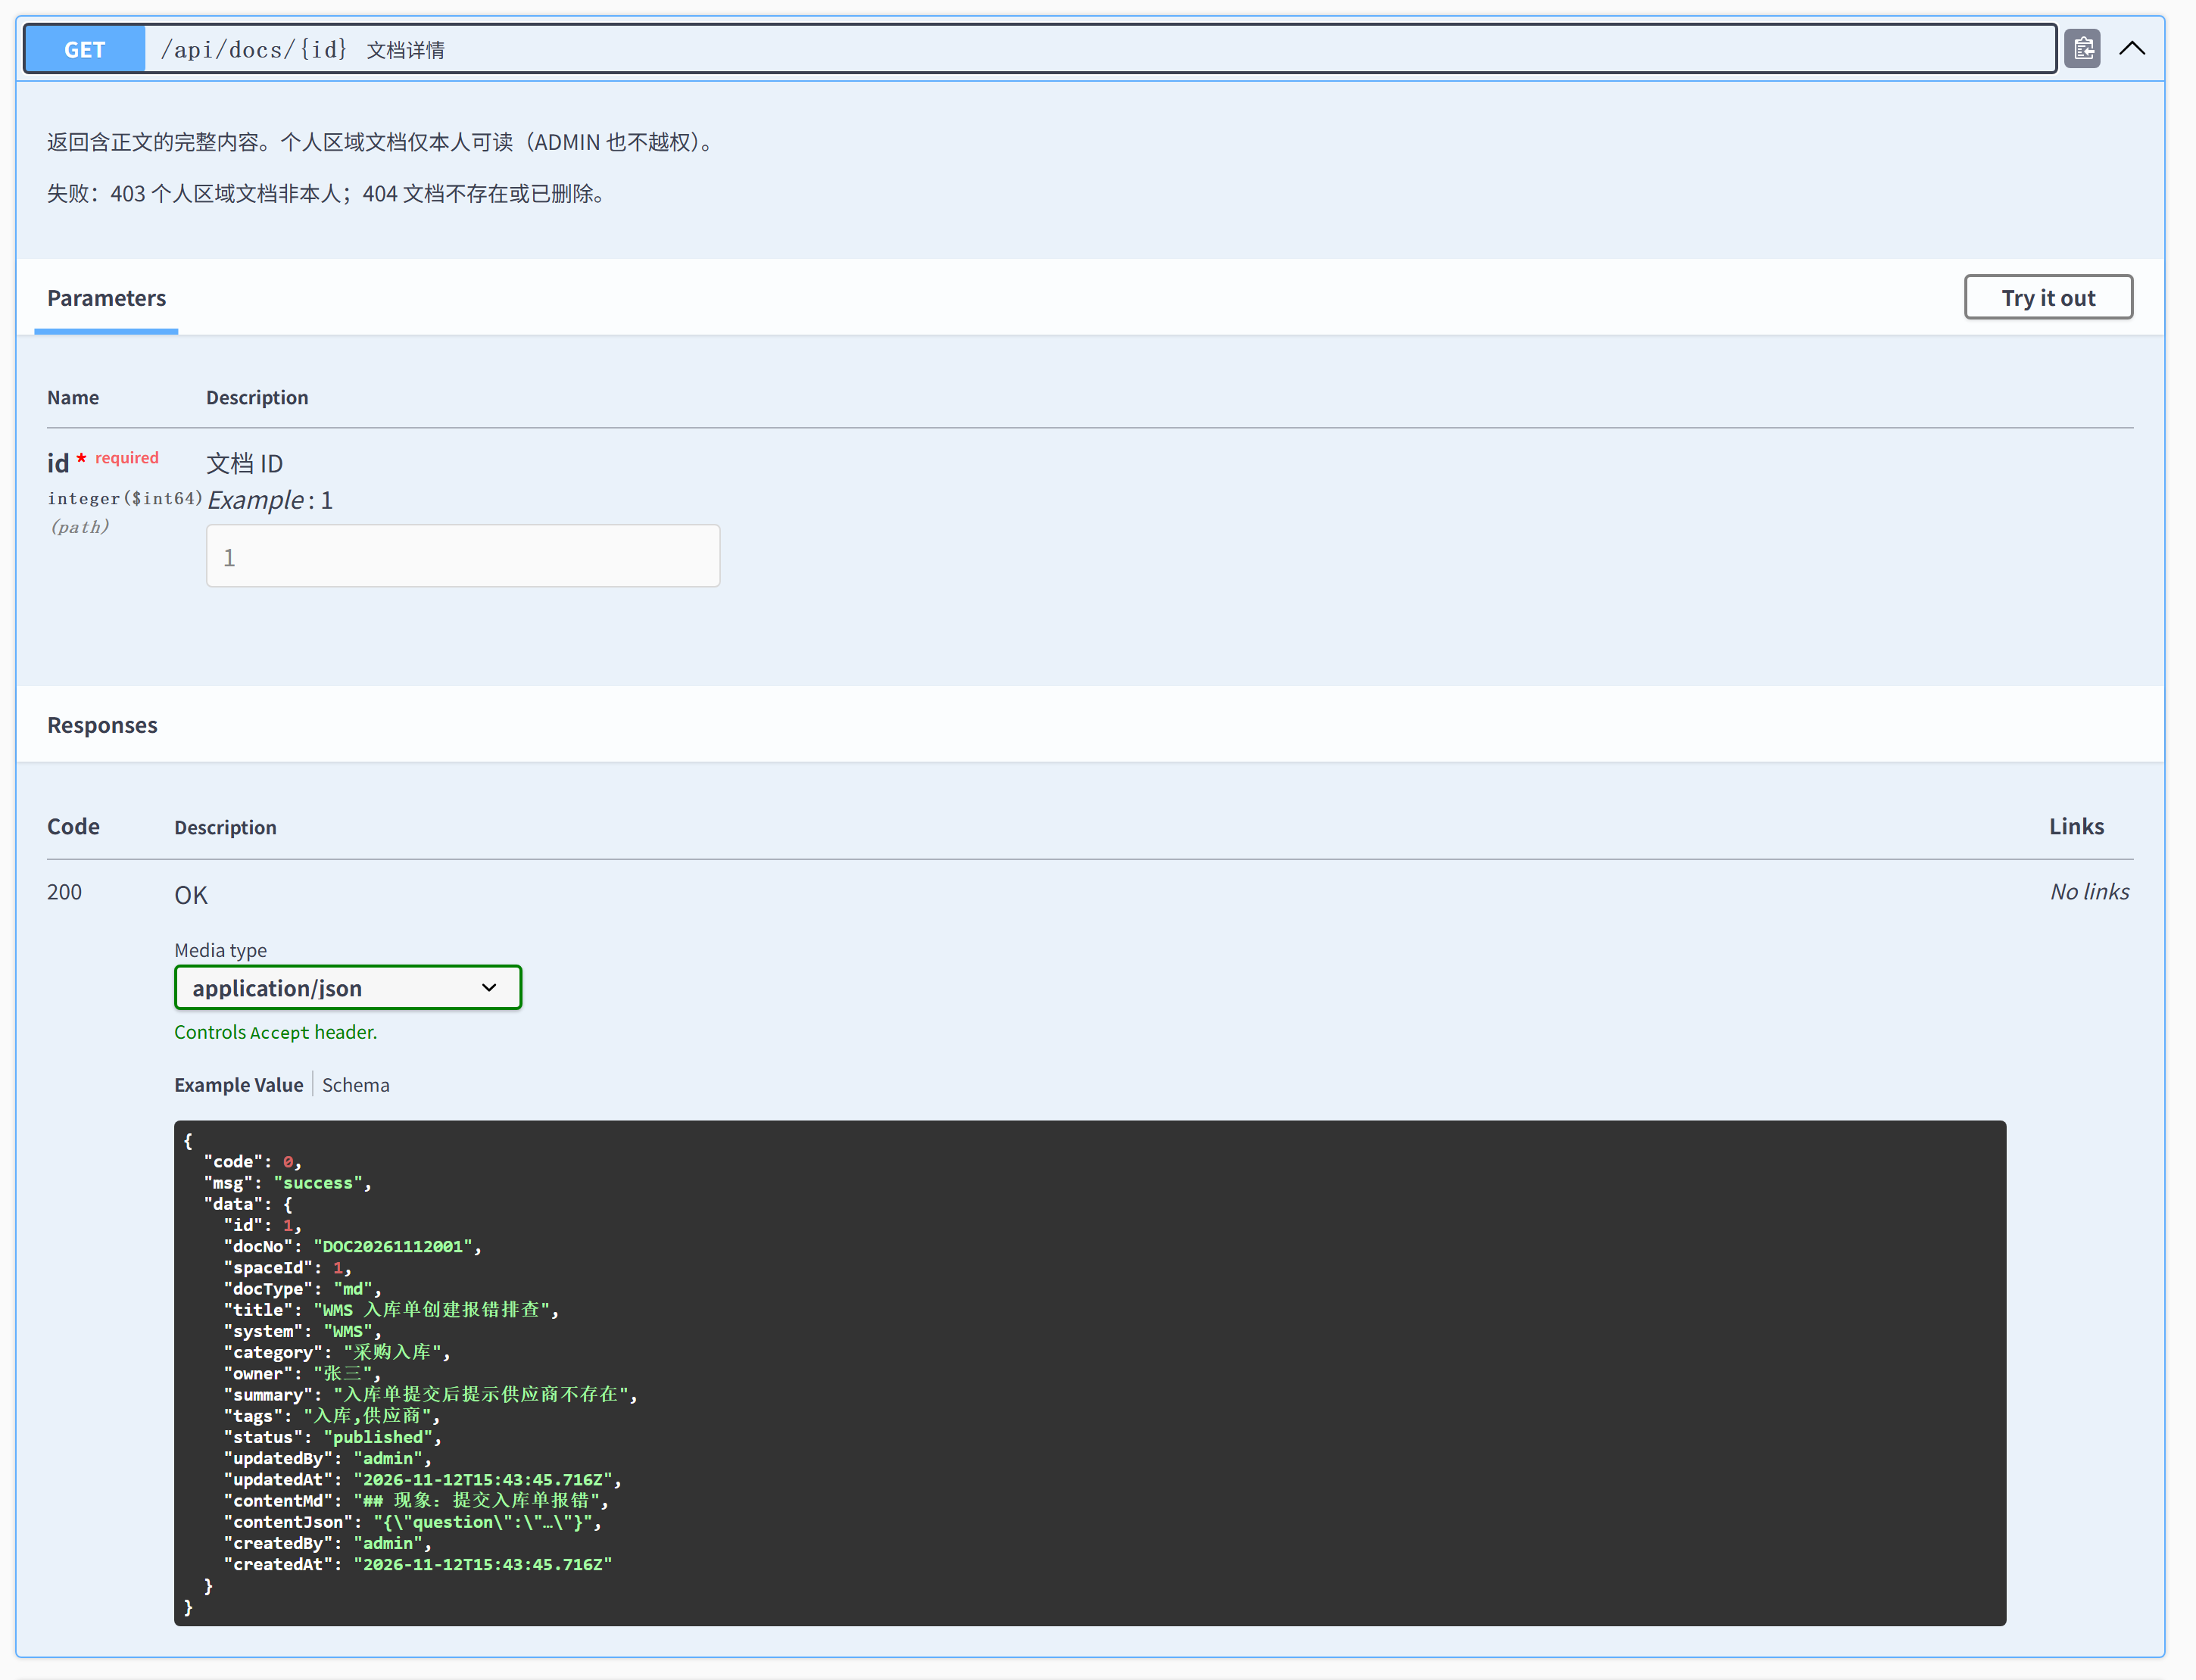 GET /api/docs/{id} 文档详情
返回含正文的完整内容。个人区域文档仅本人可读（ADMIN 也不越权）。
失败：403 个人区域文档非本人；404 文档不存在或已删除。
Parameters
Try it out
Name Description
id * required
integer($int64)
(path)
文档 ID
Example : 1
1
Responses
Code Description Links
200 OK No links
Media type
application/json
Controls Accept header.
Example Value Schema
{
  "code": 0,
  "msg": "success",
  "data": {
    "id": 1,
    "docNo": "DOC20261112001",
    "spaceId": 1,
    "docType": "md",
    "title": "WMS 入库单创建报错排查",
    "system": "WMS",
    "category": "采购入库",
    "owner": "张三",
    "summary": "入库单提交后提示供应商不存在",
    "tags": "入库,供应商",
    "status": "published",
    "updatedBy": "admin",
    "updatedAt": "2026-11-12T15:43:45.716Z",
    "contentMd": "## 现象：提交入库单报错",
    "contentJson": "{\"question\":\"…\"}",
    "createdBy": "admin",
    "createdAt": "2026-11-12T15:43:45.716Z"
  }
}